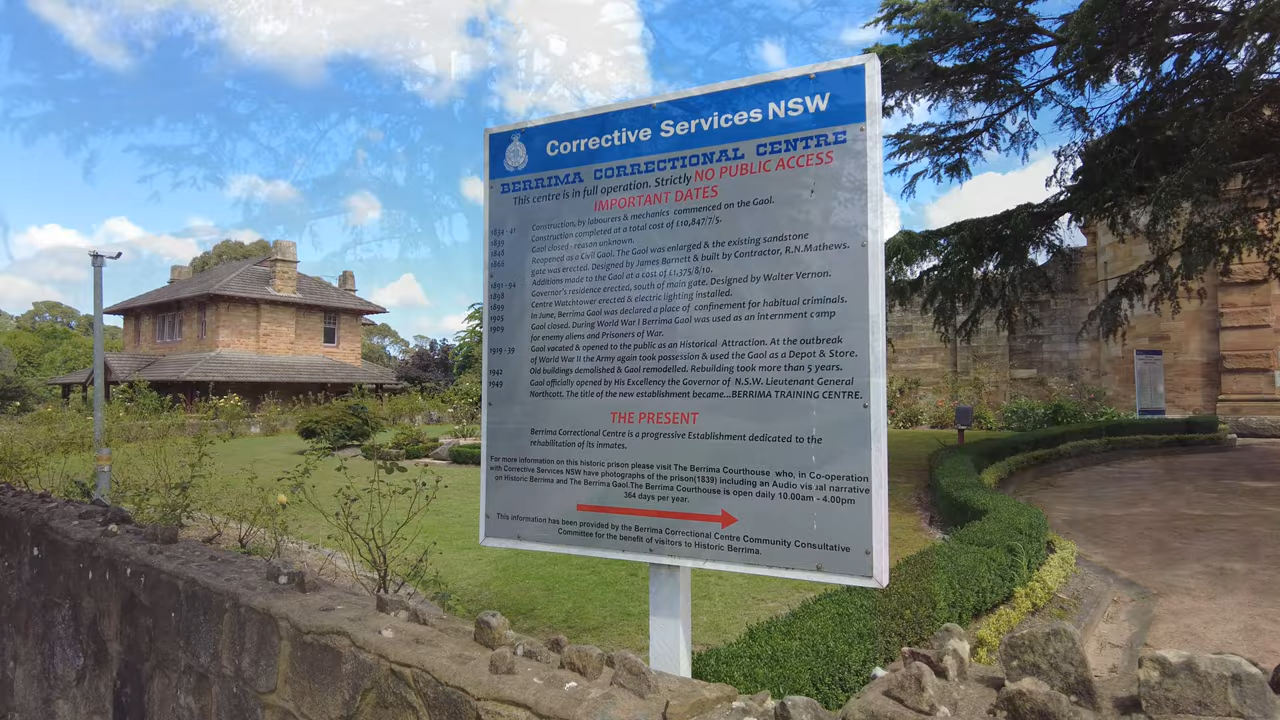 Corrective Services NSW
BERRIMA CORRECTIONAL CENTRE
This centre is in full operation. Strictly NO PUBLIC ACCESS
IMPORTANT DATES
1834 - 41 Construction, by labourers & mechanics commenced on the Gaol.
1839 Construction completed at a total cost of £10,847/7/5.
1848 Gaol closed - reason unknown.
1866 Reopened as a Civil Gaol. The Gaol was enlarged & the existing sandstone
gate was erected. Designed by James Barnett & built by Contractor, R.N.Mathews.
1891 - 94 Additions made to the Gaol at a cost of £1,375/8/10.
1898 Governor's residence erected, south of main gate. Designed by Walter Vernon.
1899 Centre Watchtower erected & electric lighting installed.
1905 In June, Berrima Gaol was declared a place of confinement for habitual criminals.
1909 Gaol closed. During World War I Berrima Gaol was used as an internment camp
for enemy aliens and Prisoners of War.
1919 - 39 Gaol vacated & opened to the public as an Historical Attraction. At the outbreak
of World War II the Army again took possession & used the Gaol as a Depot & Store.
1942 Old buildings demolished & Gaol remodelled. Rebuilding took more than 5 years.
1949 Gaol officially opened by His Excellency the Governor of N.S.W. Lieutenant General
Northcott. The title of the new establishment became...BERRIMA TRAINING CENTRE.
THE PRESENT
Berrima Correctional Centre is a progressive Establishment dedicated to the
rehabilitation of its inmates.
For more information on this historic prison please visit The Berrima Courthouse who, in Co-operation
with Corrective Services NSW have photographs of the prison(1839) including an Audio vis ual narrative
on Historic Berrima and The Berrima Gaol.The Berrima Courthouse is open daily 10.00am - 4.00pm
364 days per year.
This information has been provided by the Berrima Correctional Centre Community Consultative
Committee for the benefit of visitors to Historic Berrima.